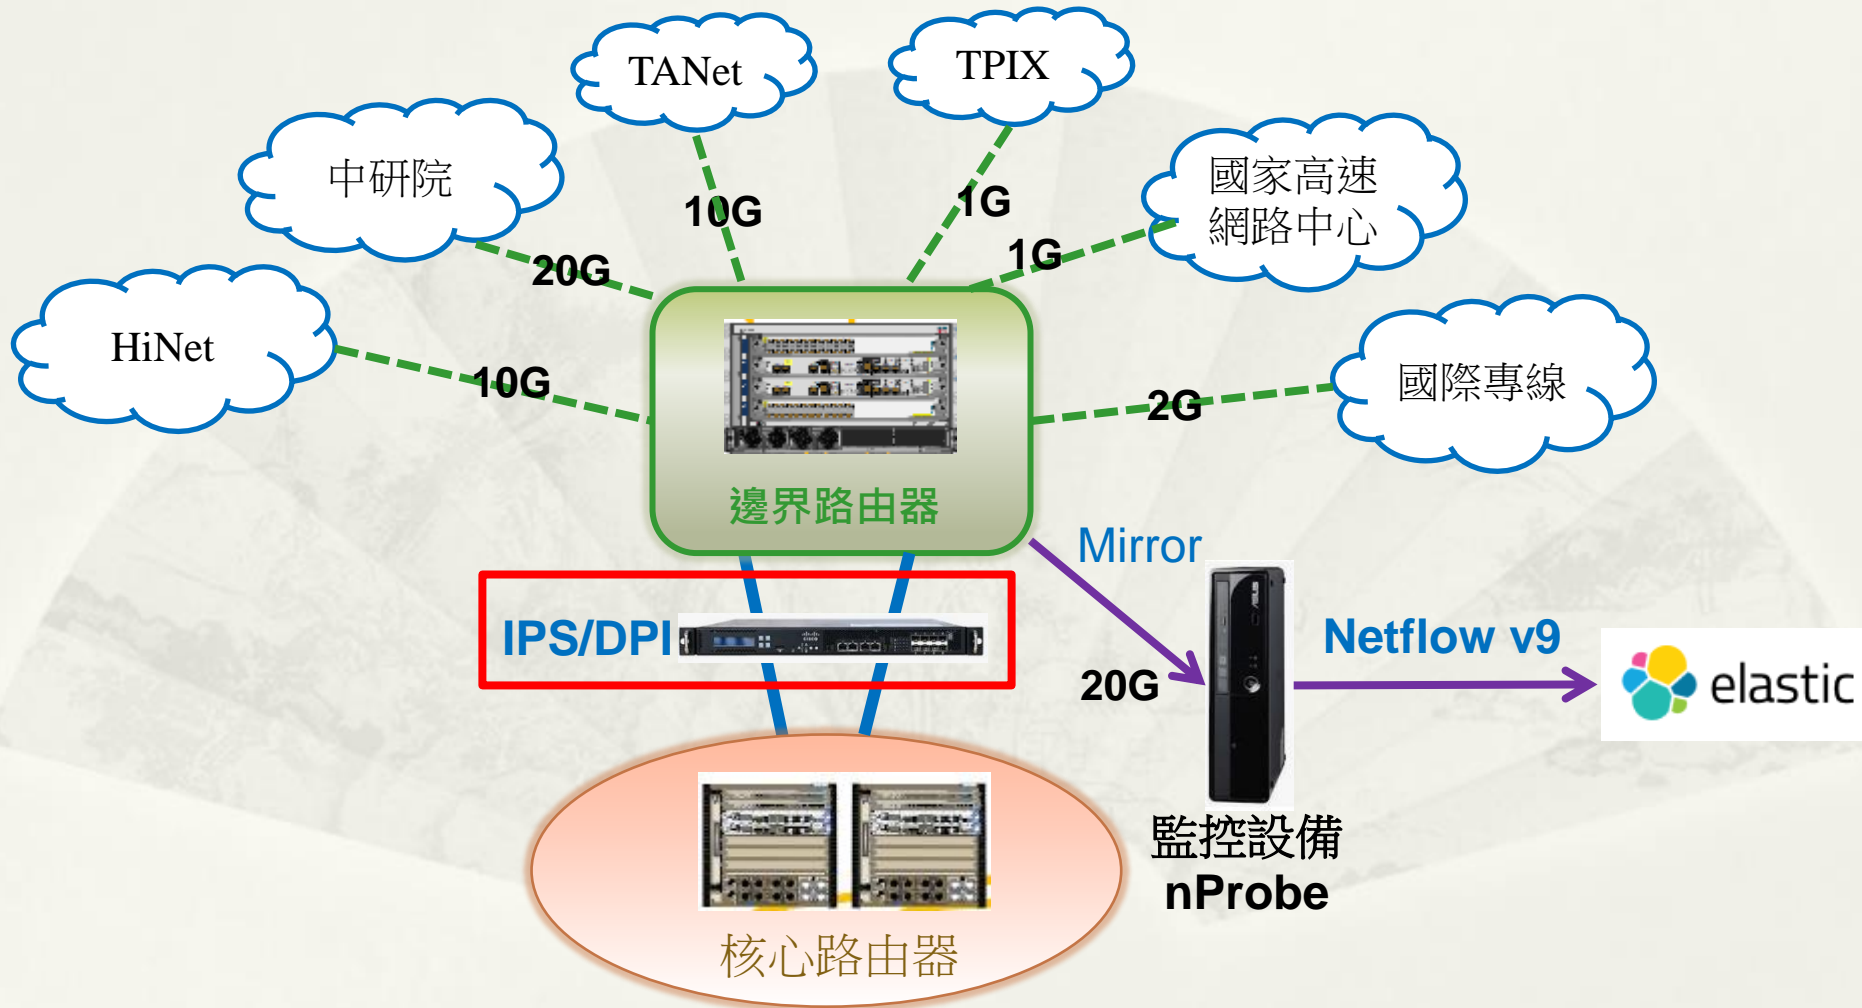 TANet
TPIX
中研院
國家高速
網路中心
10G
1G
20G
1G
HiNet
10G
2G
國際專線
邊界路由器
Mirror
IPS/DPI
20G
Netflow v9
elastic
監控設備
nProbe
核心路由器